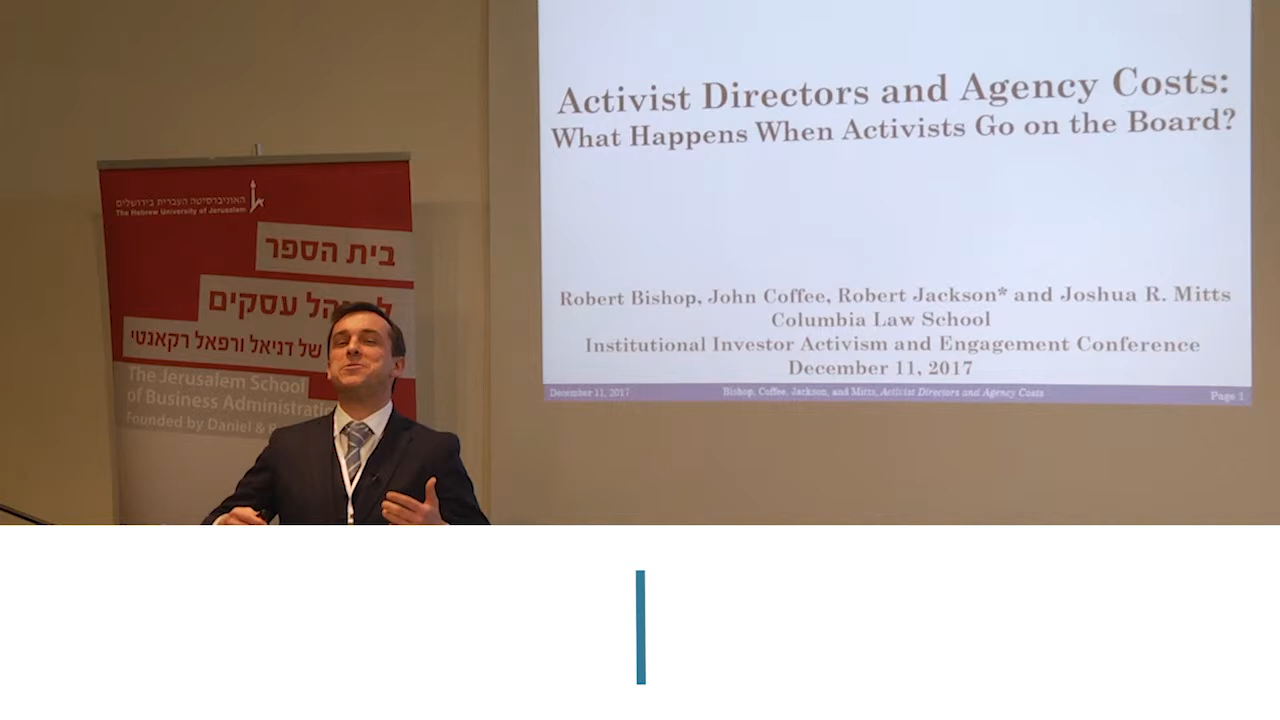 האוניברסיטה העברית בירושלים
The Hebrew University of Jerusalem
בית הספר
עסקים
של דניאל ורפאל רקאנטי
The Jerusalem School
of Business
Founded by Daniel &
Activist Directors and Agency Costs:
What Happens When Activists Go on the Board?
Robert Bishop, John Coffee, Robert Jackson* and Joshua R. Mitts
Columbia Law School
Institutional Investor Activism and Engagement Conference
December 11, 2017
December 11, 2017 Bishop, Coffee, Jackson, and Mitts, Activist Directors and Agency Costs Page 1